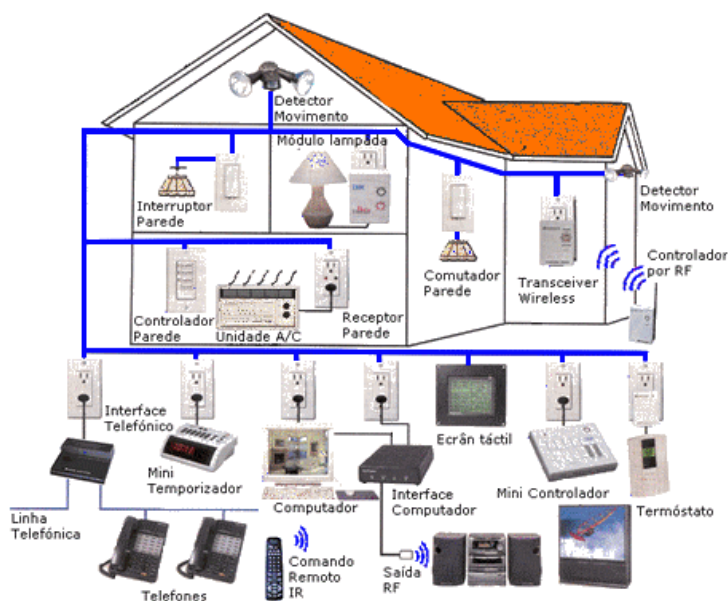 Detector
Movimento
Módulo lampada
Interruptor
Parede
Detector
Movimento
Comutador
Parede
Transceiver
Wireless
Controlador
por RF
Controlador
Parede
Unidade A/C
Receptor
Parede
Interface
Telefónico
Mini
Temporizador
Computador
Interface
Computador
Ecrân táctil
Mini Controlador
Termóstato
Linha
Telefónica
Telefones
Comando
Remoto
IR
Saída
RF